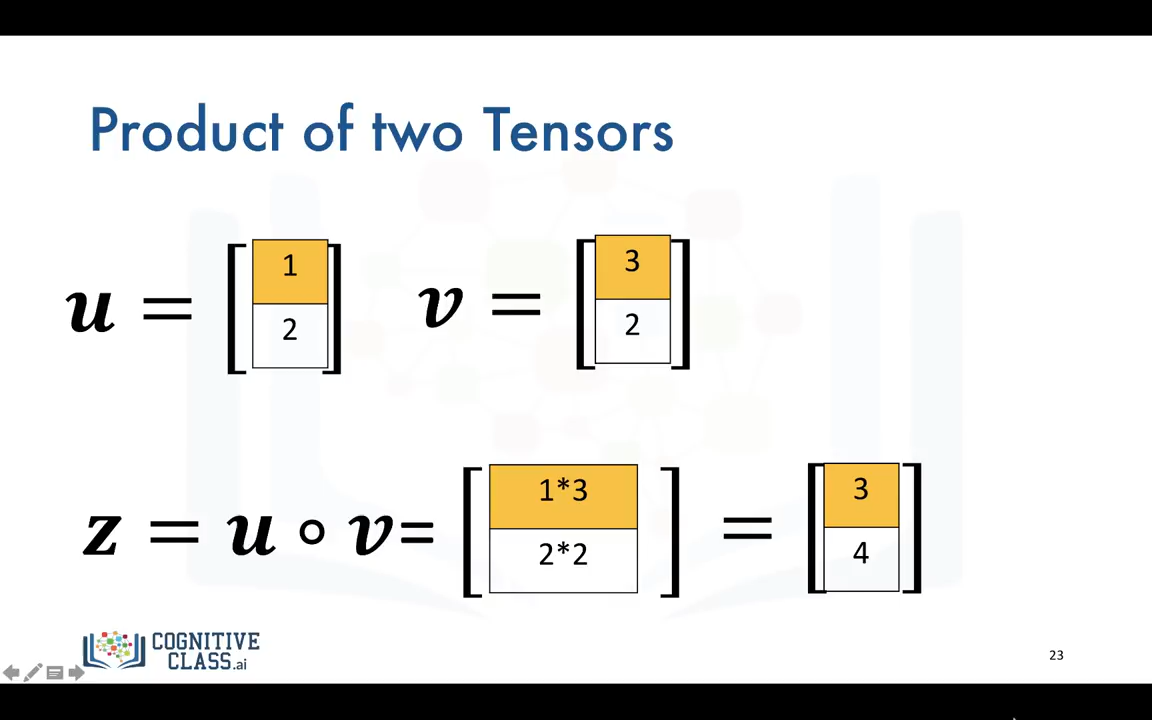 Product of two Tensors
u = [1 2] v = [3 2]
z = u ∘ v= [1*3 2*2] = [3 4]
COGNITIVE
CLASS.ai
23